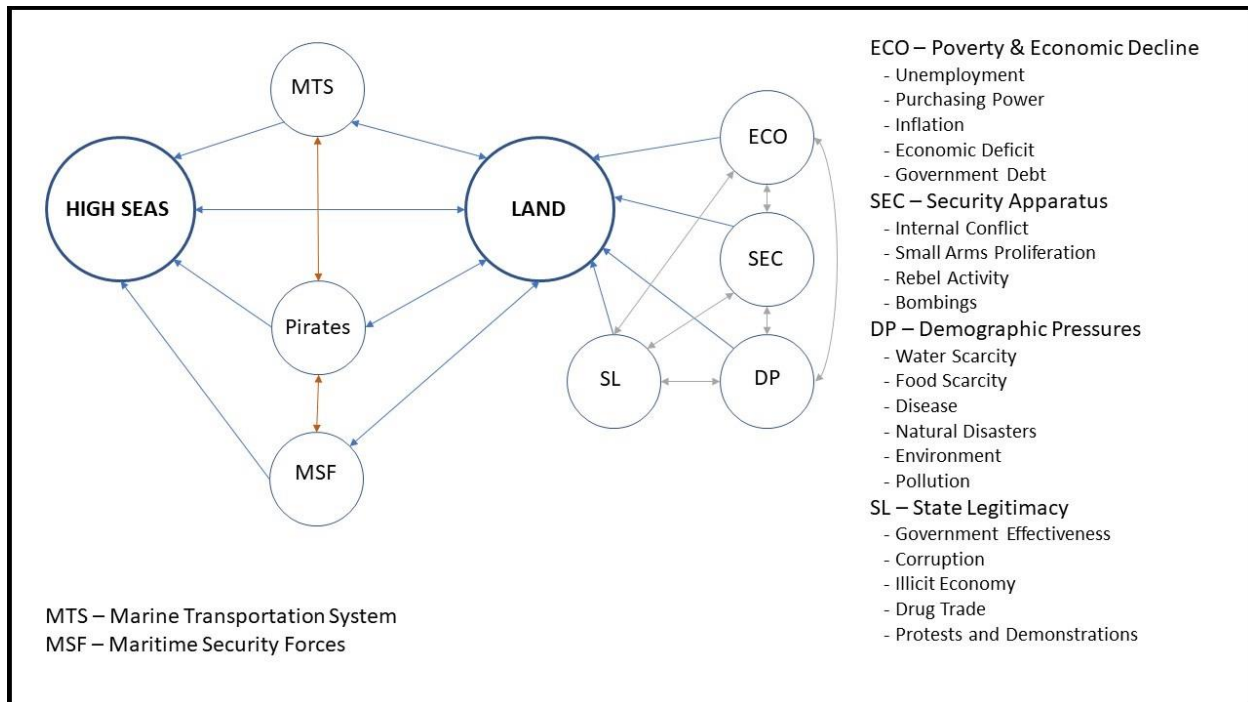 MTS
HIGH SEAS
LAND
Pirates
MSF
ECO
SEC
SL
DP
MTS – Marine Transportation System
MSF – Maritime Security Forces
ECO – Poverty & Economic Decline
- Unemployment
- Purchasing Power
- Inflation
- Economic Deficit
- Government Debt
SEC – Security Apparatus
- Internal Conflict
- Small Arms Proliferation
- Rebel Activity
- Bombings
DP – Demographic Pressures
- Water Scarcity
- Food Scarcity
- Disease
- Natural Disasters
- Environment
- Pollution
SL – State Legitimacy
- Government Effectiveness
- Corruption
- Illicit Economy
- Drug Trade
- Protests and Demonstrations